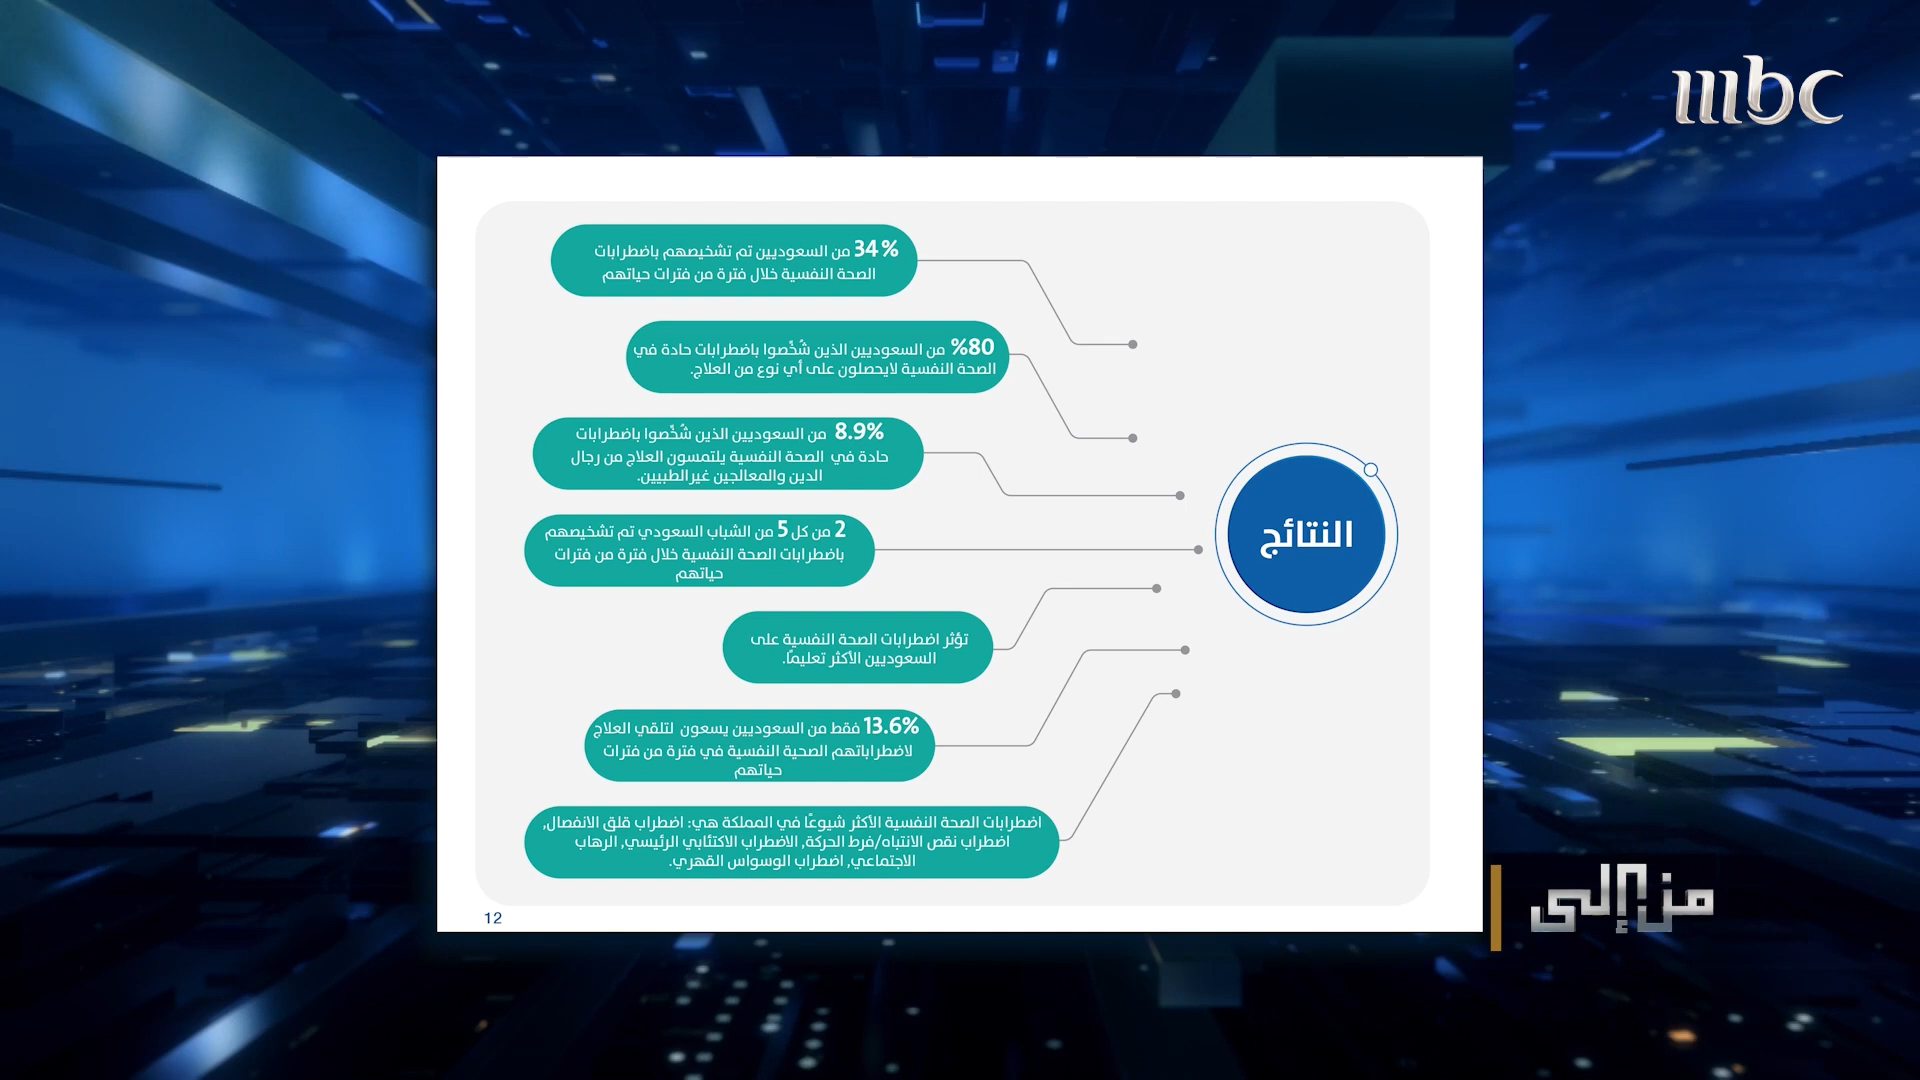 mbc
34% من السعوديين تم تشخيصهم باضطرابات
الصحة النفسية خلال فترة من فترات حياتهم
%80 من السعوديين الذين شُخِّصوا باضطرابات حادة في
الصحة النفسية لايحصلون على أي نوع من العلاج.
8.9% من السعوديين الذين شُخِّصوا باضطرابات
حادة في الصحة النفسية يلتمسون العلاج من رجال
الدين والمعالجين غيرالطبيين.
النتائج
2 من كل 5 من الشباب السعودي تم تشخيصهم
باضطرابات الصحة النفسية خلال فترة من فترات
حياتهم
تؤثر اضطرابات الصحة النفسية على
السعوديين الأكثر تعليمًا.
13.6% فقط من السعوديين يسعون لتلقي العلاج
لاضطراباتهم الصحية النفسية في فترة من فترات
حياتهم
اضطرابات الصحة النفسية الأكثر شيوعًا في المملكة هي: اضطراب قلق الانفصال,
اضطراب نقص الانتباه/فرط الحركة, الاضطراب الاكتئابي الرئيسي, الرهاب
الاجتماعي, اضطراب الوسواس القهري.
12
من إلى